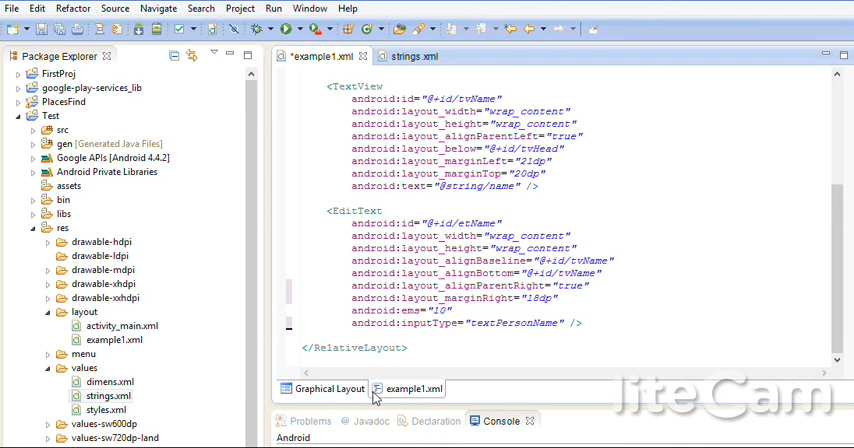 File Edit Refactor Source Navigate Search Project Run Window Help
Package Explorer
FirstProj
google-play-services_lib
PlacesFind
Test
src
gen [Generated Java Files]
Google APIs [Android 4.4.2]
Android Private Libraries
assets
bin
libs
res
drawable-hdpi
drawable-ldpi
drawable-mdpi
drawable-xhdpi
drawable-xxhdpi
layout
activity_main.xml
example1.xml
menu
values
dimens.xml
strings.xml
styles.xml
values-sw600dp
values-sw720dp-land
*example1.xml strings.xml
<TextView
android:id="@+id/tvName"
android:layout_width="wrap_content"
android:layout_height="wrap_content"
android:layout_alignParentLeft="true"
android:layout_below="@+id/tvHead"
android:layout_marginLeft="21dp"
android:layout_marginTop="20dp"
android:text="@string/name" />
<EditText
android:id="@+id/etName"
android:layout_width="wrap_content"
android:layout_height="wrap_content"
android:layout_alignBaseline="@+id/tvName"
android:layout_alignBottom="@+id/tvName"
android:layout_alignParentRight="true"
android:layout_marginRight="18dp"
android:ems="10"
android:inputType="textPersonName" />
</RelativeLayout>
Graphical Layout example1.xml
Problems @ Javadoc Declaration Console
Android
liteCam